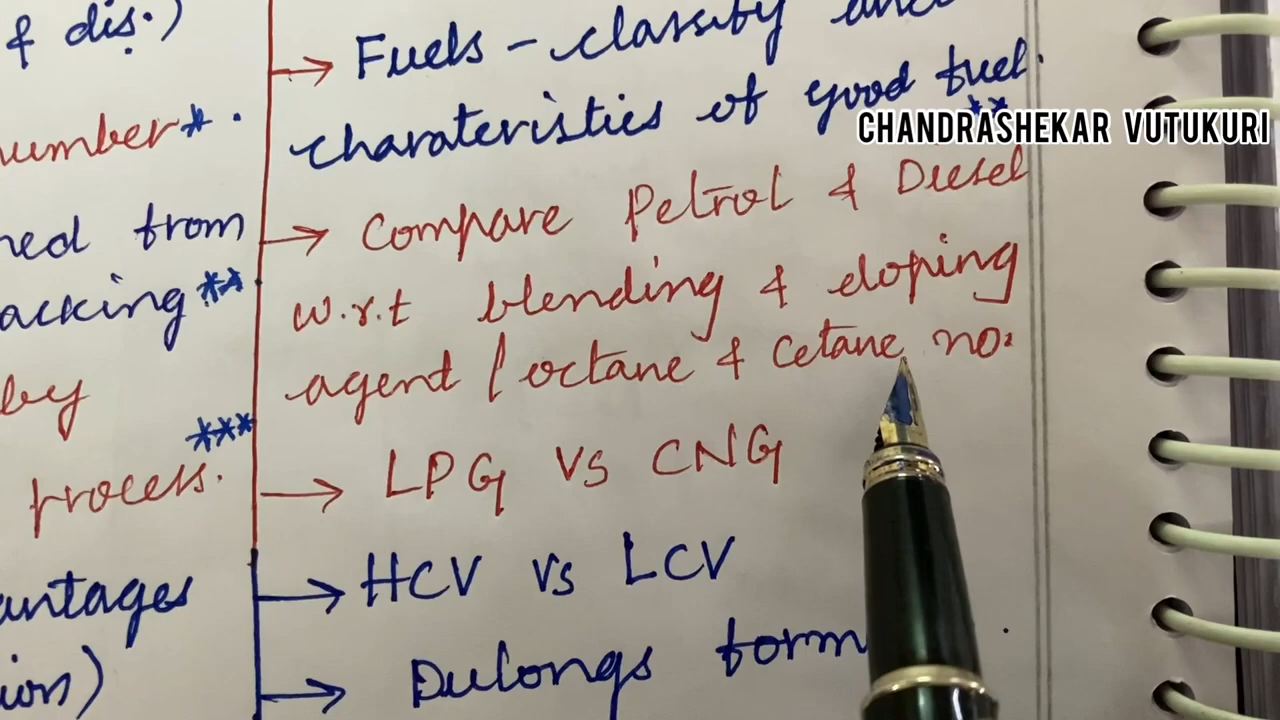 & dis.)
number* .
ned from
acking**
by
***
process.
antages
ion)
→ Fuels - classify and
charateristics of good fuel.
**
CHANDRASHEKAR VUTUKURI
→ Compare Petrol & Diesel
w.r.t blending & doping
agent / octane & cetane no.
→ LPG Vs CNG
→ HCV Vs LCV
→ Dulongs form